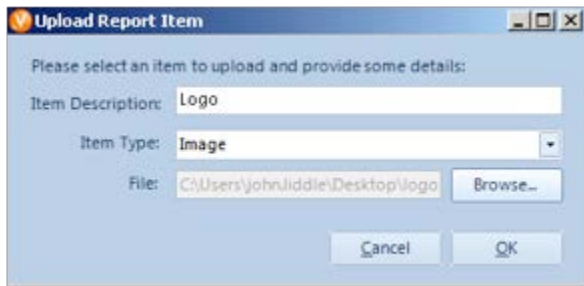 Upload Report Item
Please select an item to upload and provide some details:
Item Description: Logo
Item Type: Image
File: C:\Users\john.liddle\Desktop\logo Browse...
Cancel OK